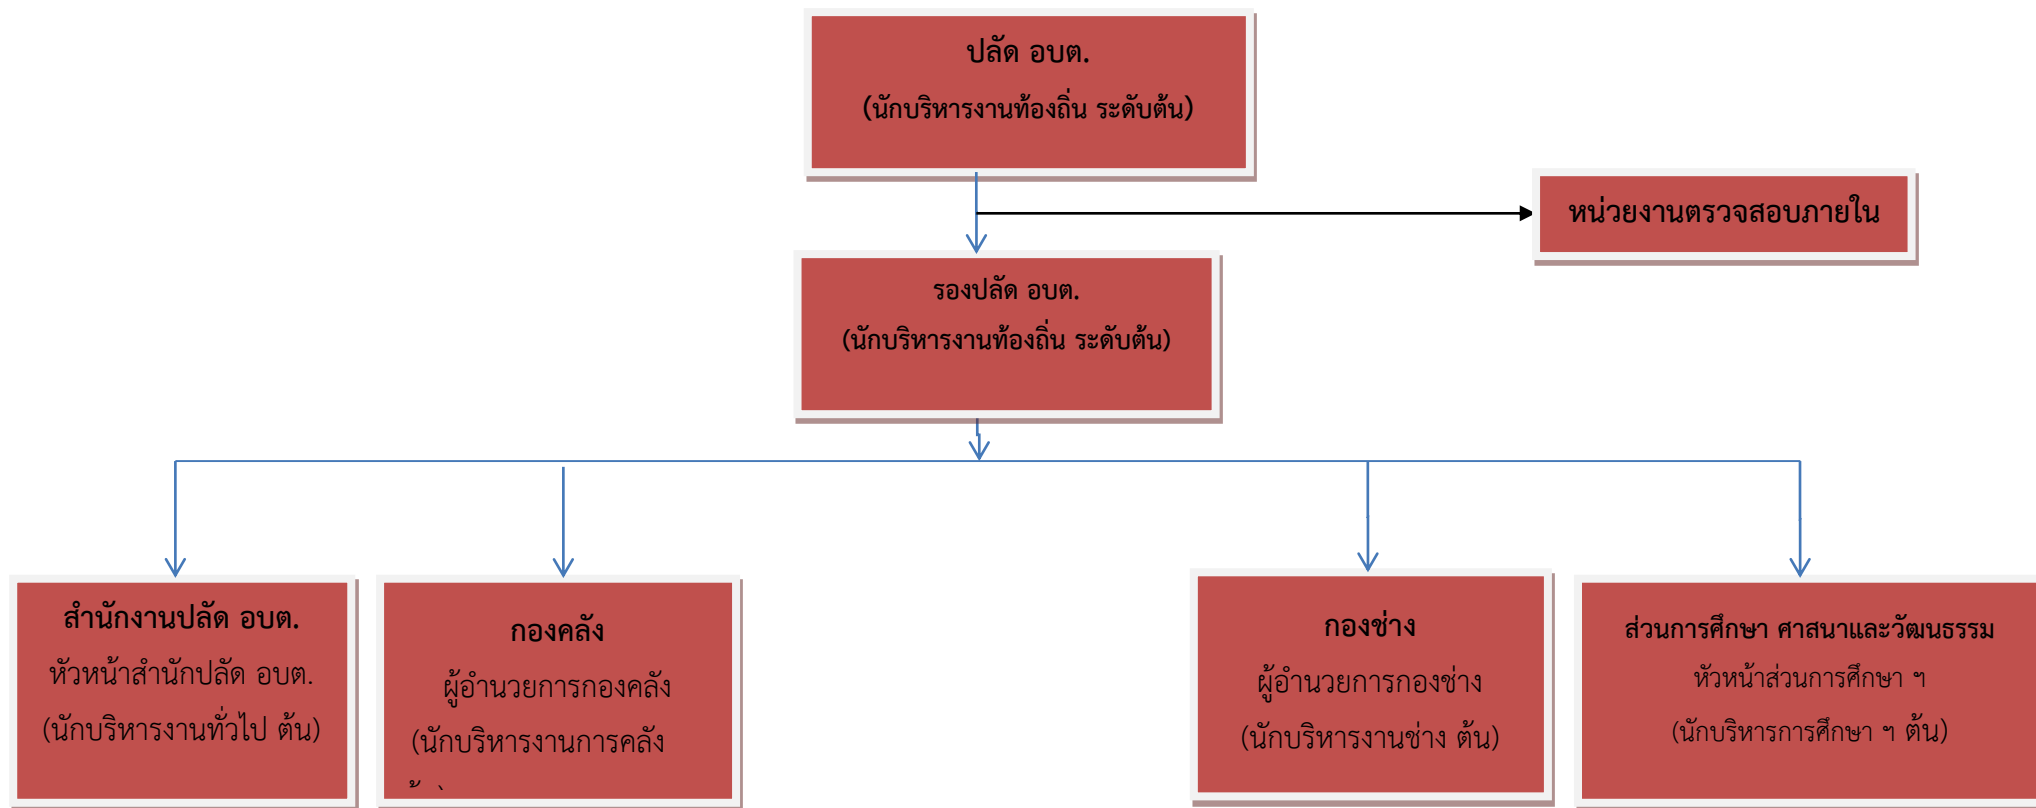 ปลัด อบต.
(นักบริหารงานท้องถิ่น ระดับต้น)
หน่วยงานตรวจสอบภายใน
รองปลัด อบต.
(นักบริหารงานท้องถิ่น ระดับต้น)
สำนักงานปลัด อบต.
หัวหน้าสำนักปลัด อบต.
(นักบริหารงานทั่วไป ต้น)
กองคลัง
ผู้อำนวยการกองคลัง
(นักบริหารงานการคลัง
กองช่าง
ผู้อำนวยการกองช่าง
(นักบริหารงานช่าง ต้น)
ส่วนการศึกษา ศาสนาและวัฒนธรรม
หัวหน้าส่วนการศึกษา ฯ
(นักบริหารการศึกษา ฯ ต้น)